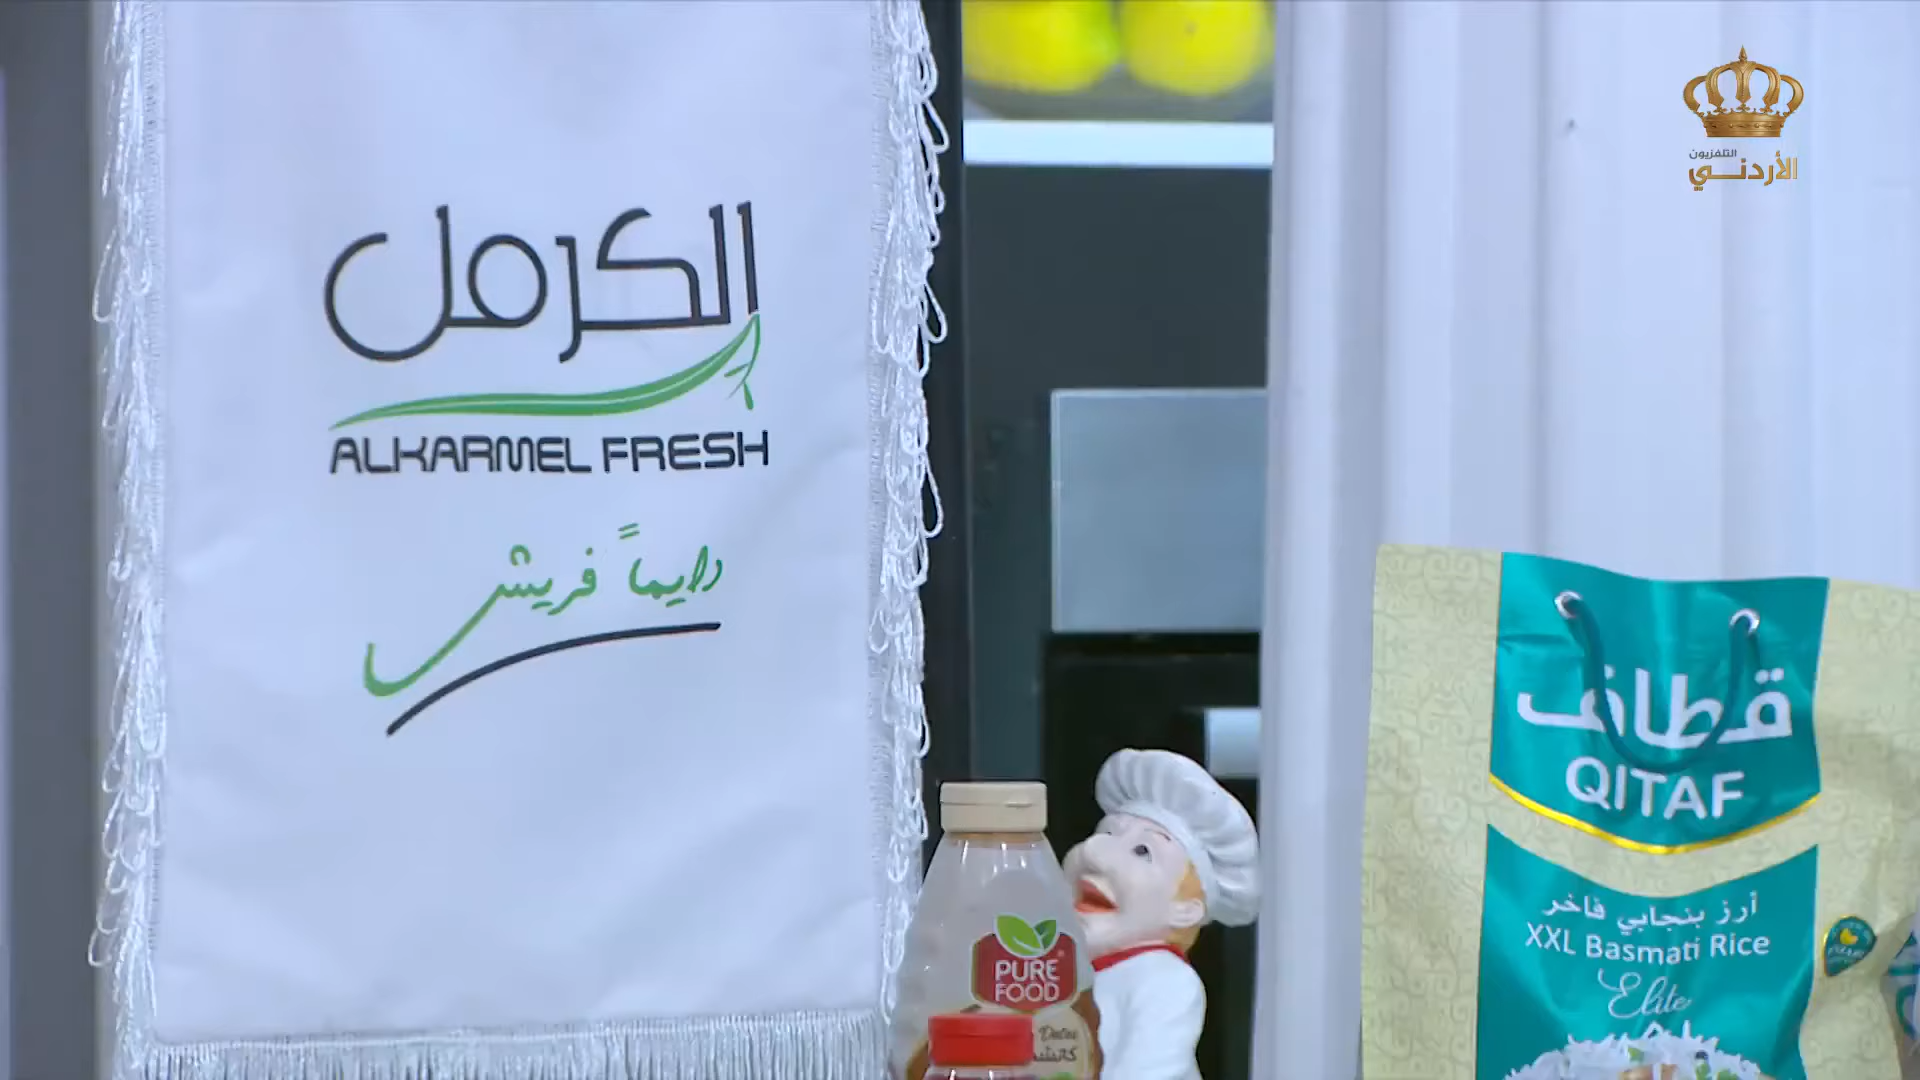 الكرمل
ALKARMEL FRESH
دايماً فريش
التلفزيون
الأردني
PURE
FOOD
قطاف
QITAF
أرز بنجابي فاخر
XXL Basmati Rice
Elite